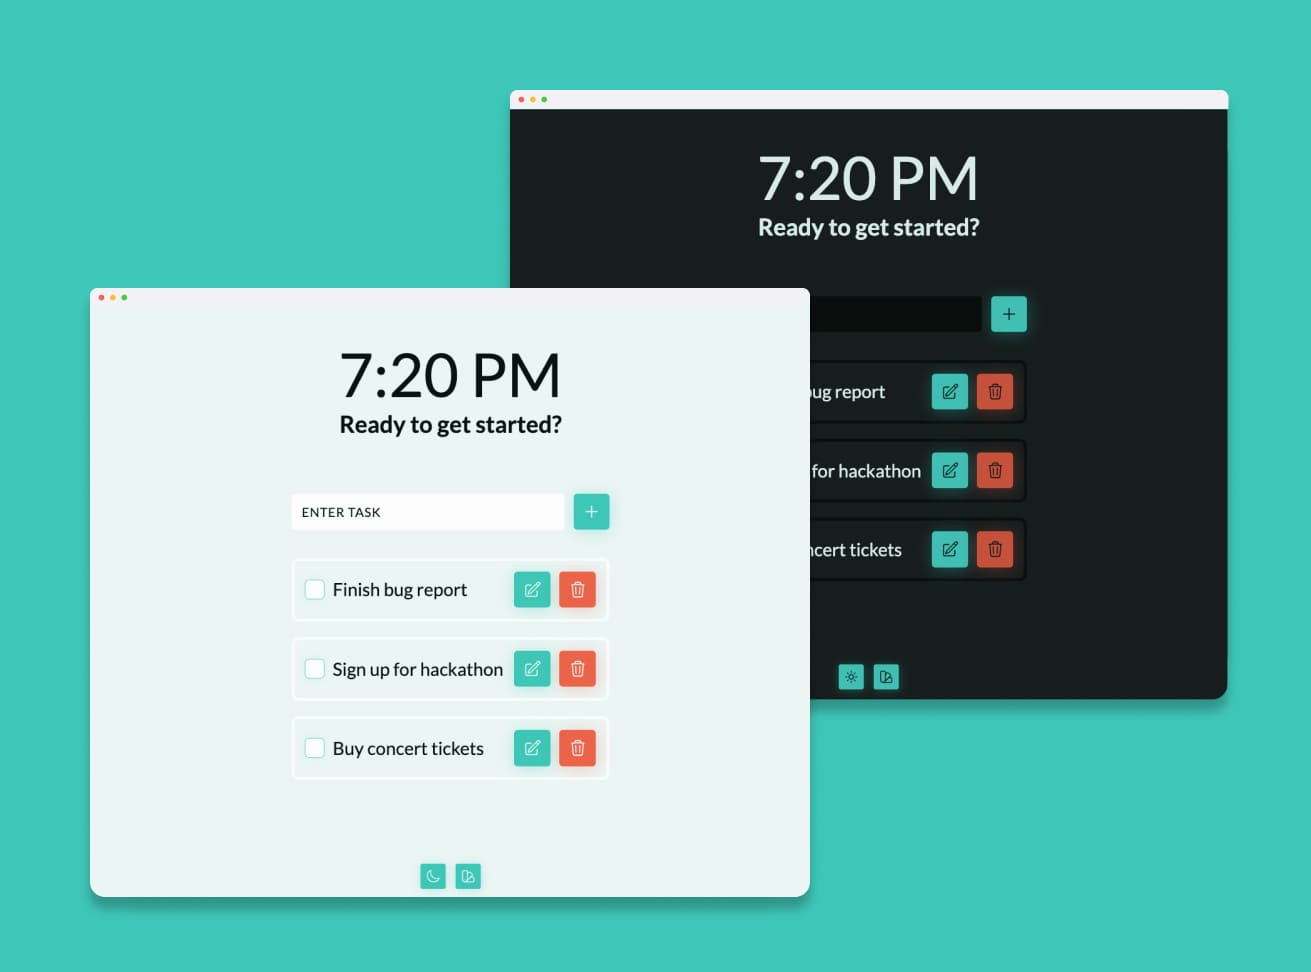 7:20 PM
Ready to get started?
ug report
for hackathon
cert tickets
7:20 PM
Ready to get started?
ENTER TASK
Finish bug report
Sign up for hackathon
Buy concert tickets